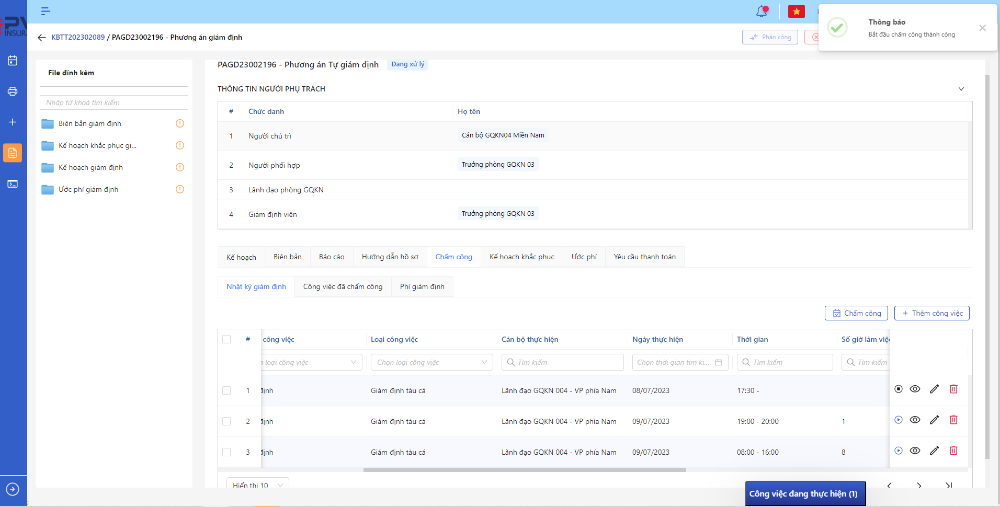 INSURA
Thông báo
Bắt đầu chấm công thành công
KBTT202302089 / PAGD23002196 - Phương án giám định
Phân công
File đính kèm
Nhập từ khoá tìm kiếm
Biên bản giám định
Kế hoạch khắc phục gi...
Kế hoạch giám định
Ước phí giám định
PAGD23002196 - Phương án Tự giám định
Đang xử lý
THÔNG TIN NGƯỜI PHỤ TRÁCH
# Chức danh Họ tên
1 Người chủ trì Cán bộ GQKN04 Miền Nam
2 Người phối hợp Trưởng phòng GQKN 03
3 Lãnh đạo phòng GQKN
4 Giám định viên Trưởng phòng GQKN 03
Kế hoạch Biên bản Báo cáo Hướng dẫn hồ sơ Chấm công Kế hoạch khắc phục Ước phí Yêu cầu thanh toán
Nhật ký giám định Công việc đã chấm công Phí giám định
Chấm công + Thêm công việc
# công việc Loại công việc Cán bộ thực hiện Ngày thực hiện Thời gian Số giờ làm việc
loại công việc Chọn loại công việc Tìm kiếm Chọn thời gian tìm ki... Tìm kiếm Tìm kiếm
1 định Giám định tàu cá Lãnh đạo GQKN 004 - VP phía Nam 08/07/2023 17:30 -
2 định Giám định tàu cá Lãnh đạo GQKN 004 - VP phía Nam 09/07/2023 19:00 - 20:00 1
3 định Giám định tàu cá Lãnh đạo GQKN 004 - VP phía Nam 09/07/2023 08:00 - 16:00 8
Hiển thị 10
Công việc đang thực hiện (1)